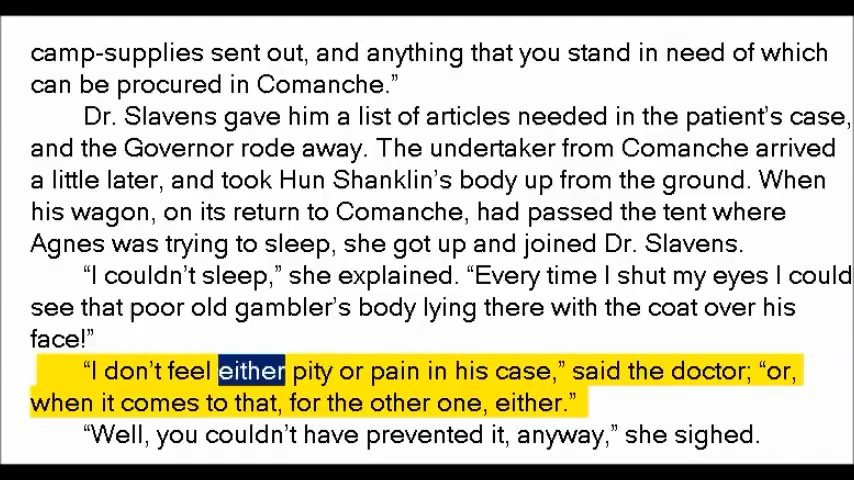 camp-supplies sent out, and anything that you stand in need of which
can be procured in Comanche.”
Dr. Slavens gave him a list of articles needed in the patient’s case,
and the Governor rode away. The undertaker from Comanche arrived
a little later, and took Hun Shanklin’s body up from the ground. When
his wagon, on its return to Comanche, had passed the tent where
Agnes was trying to sleep, she got up and joined Dr. Slavens.
“I couldn’t sleep,” she explained. “Every time I shut my eyes I could
see that poor old gambler’s body lying there with the coat over his
face!”
“I don’t feel either pity or pain in his case,” said the doctor; “or,
when it comes to that, for the other one, either.”
“Well, you couldn’t have prevented it, anyway,” she sighed.